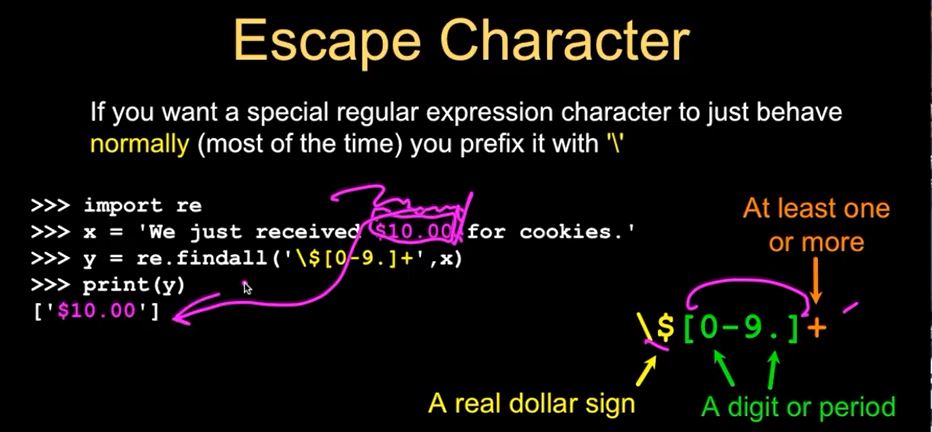 Escape Character
If you want a special regular expression character to just behave
normally (most of the time) you prefix it with '\'
>>> import re
>>> x = 'We just received $10.00 for cookies.'
>>> y = re.findall('\$[0-9.]+',x)
>>> print(y)
['$10.00']
At least one
or more
\$[0-9.]+
A real dollar sign
A digit or period